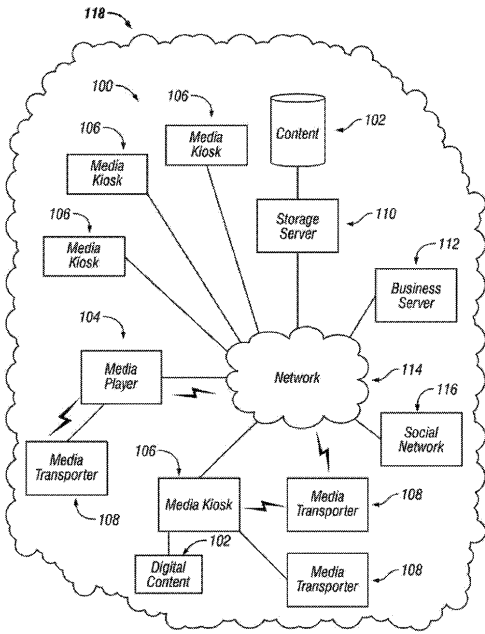 118
100
106
Media
Kiosk
Content
102
106
Media
Kiosk
106
Media
Kiosk
Storage
Server
110
112
Business
Server
104
Media
Player
Network
114
116
Social
Network
Media
Transporter
108
106
Media Kiosk
Media
Transporter
108
102
Digital
Content
Media
Transporter
108